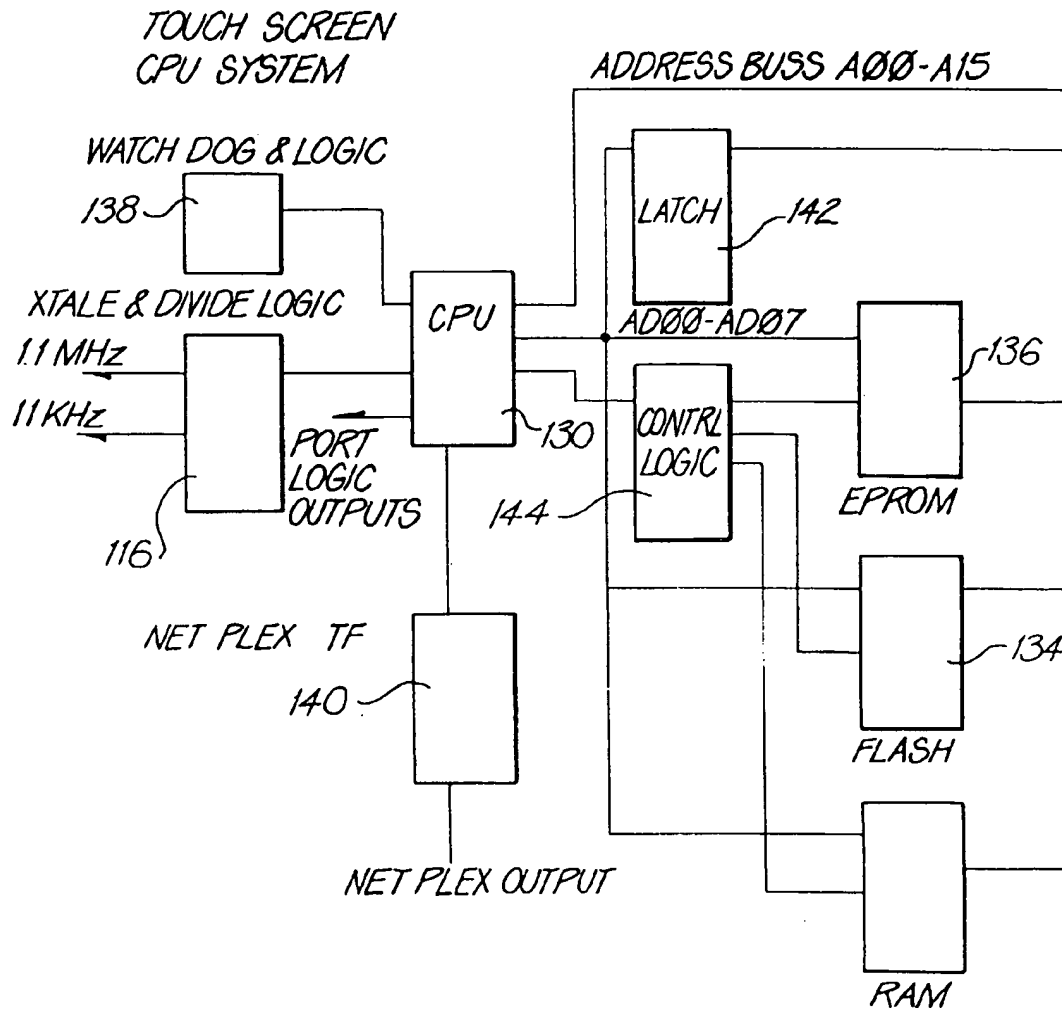 TOUCH SCREEN
CPU SYSTEM
ADDRESS BUSS AØØ-A15
WATCH DOG & LOGIC
138
LATCH
142
XTALE & DIVIDE LOGIC
CPU
ADØØ-ADØ7
1.1 MHz
136
11 KHz
130
CONTRL
LOGIC
PORT
LOGIC
OUTPUTS
144
EPROM
116
NET PLEX TF
134
140
FLASH
NET PLEX OUTPUT
RAM